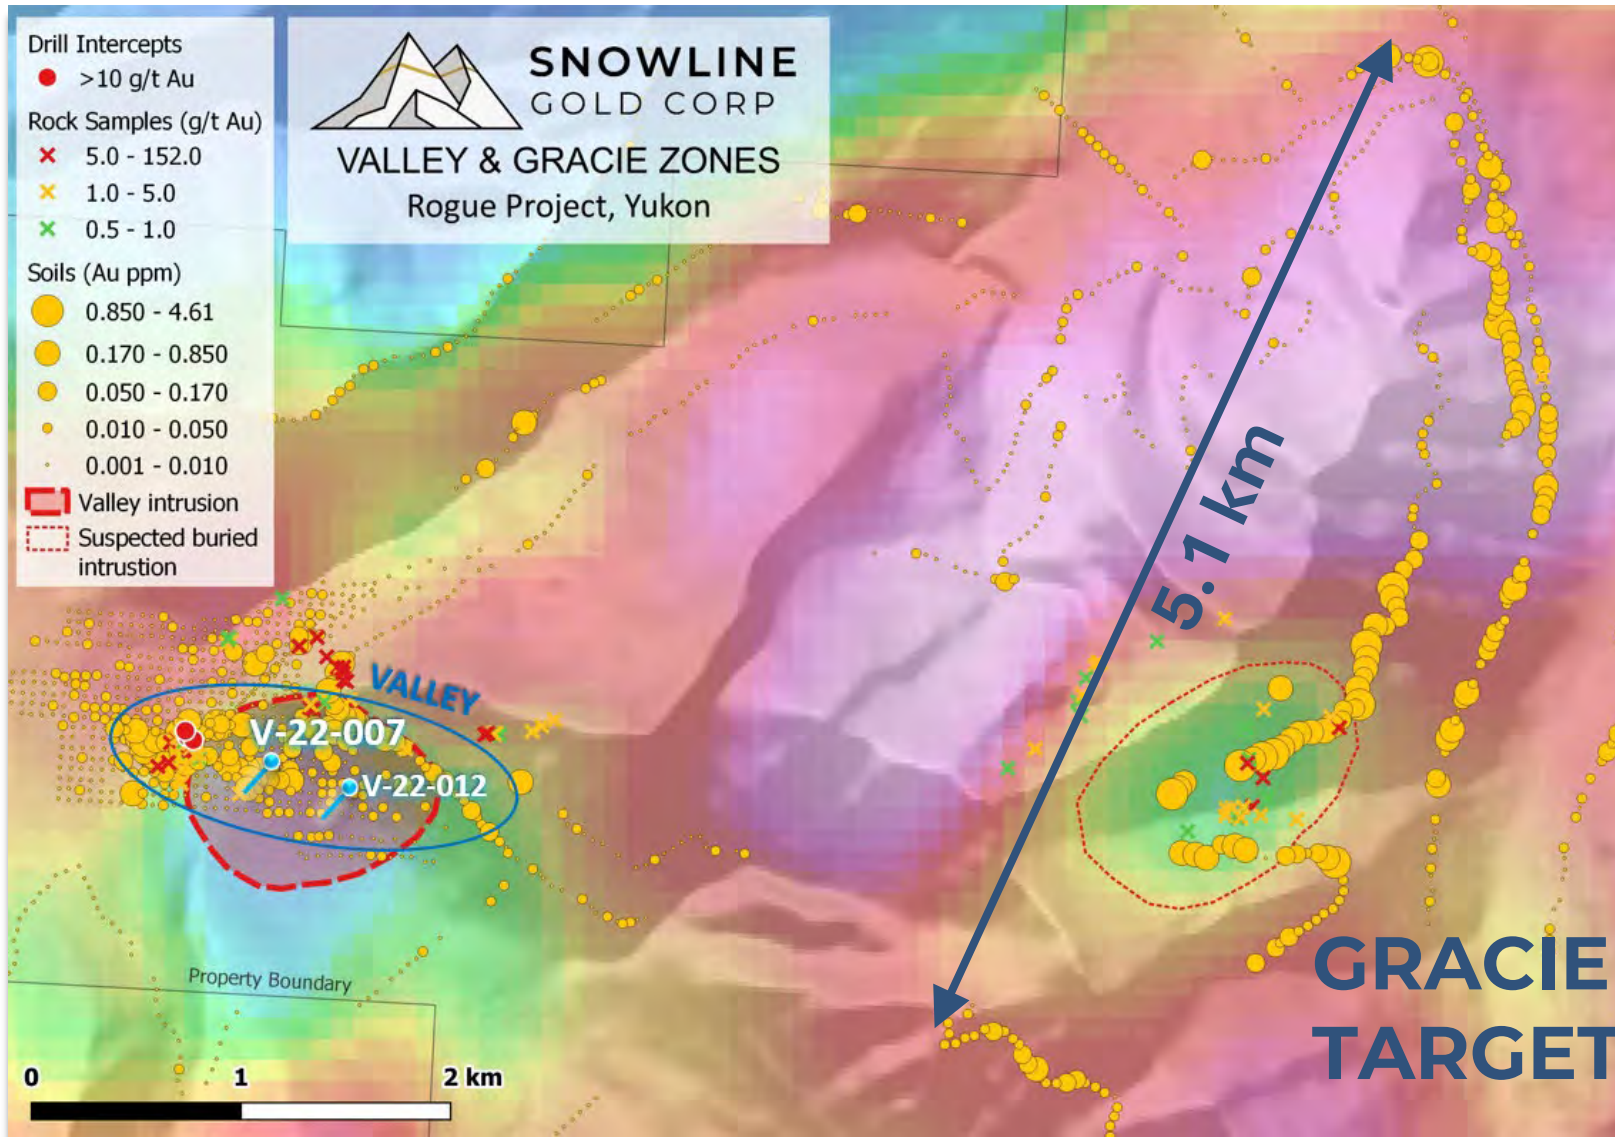 Drill Intercepts
>10 g/t Au
Rock Samples (g/t Au)
5.0 - 152.0
1.0 - 5.0
0.5 - 1.0
Soils (Au ppm)
0.850 - 4.61
0.170 - 0.850
0.050 - 0.170
0.010 - 0.050
0.001 - 0.010
Valley intrusion
Suspected buried
intrustion
SNOWLINE
GOLD CORP
VALLEY & GRACIE ZONES
Rogue Project, Yukon
5.1 km
VALLEY
V-22-007
V-22-012
GRACIE
TARGET
Property Boundary
0 1 2 km